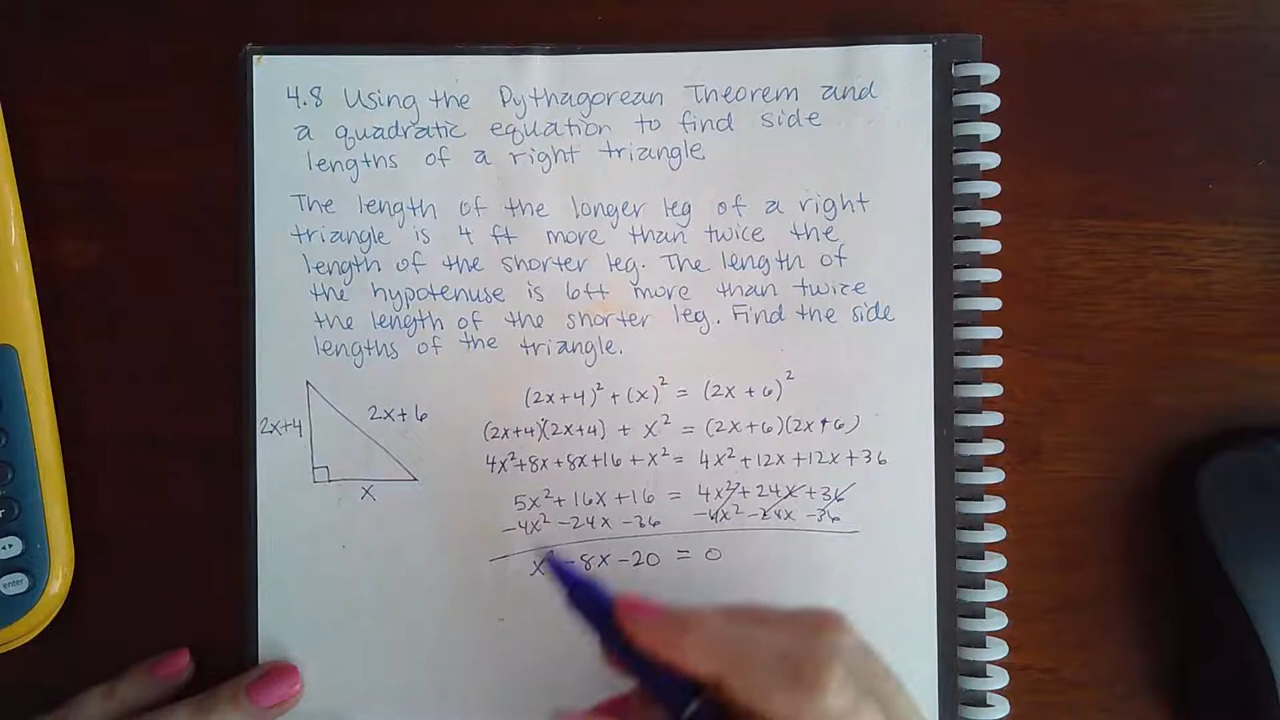 4.8 Using the Pythagorean Theorem and
a quadratic equation to find side
lengths of a right triangle
The length of the longer leg of a right
triangle is 4 ft more than twice the
length of the shorter leg. The length of
the hypotenuse is 6ft more than twice
the length of the shorter leg. Find the side
lengths of the triangle.
(2x+4)² + (x)² = (2x+6)²
2x+4
2x+6
x
(2x+4)(2x+4) + x² = (2x+6)(2x+6)
4x²+8x+8x+16+x² = 4x²+12x+12x+36
5x²+16x+16 = 4x²+24x+36
-4x²-24x-36 -4x²-24x-36
x²-8x-20 = 0
enter